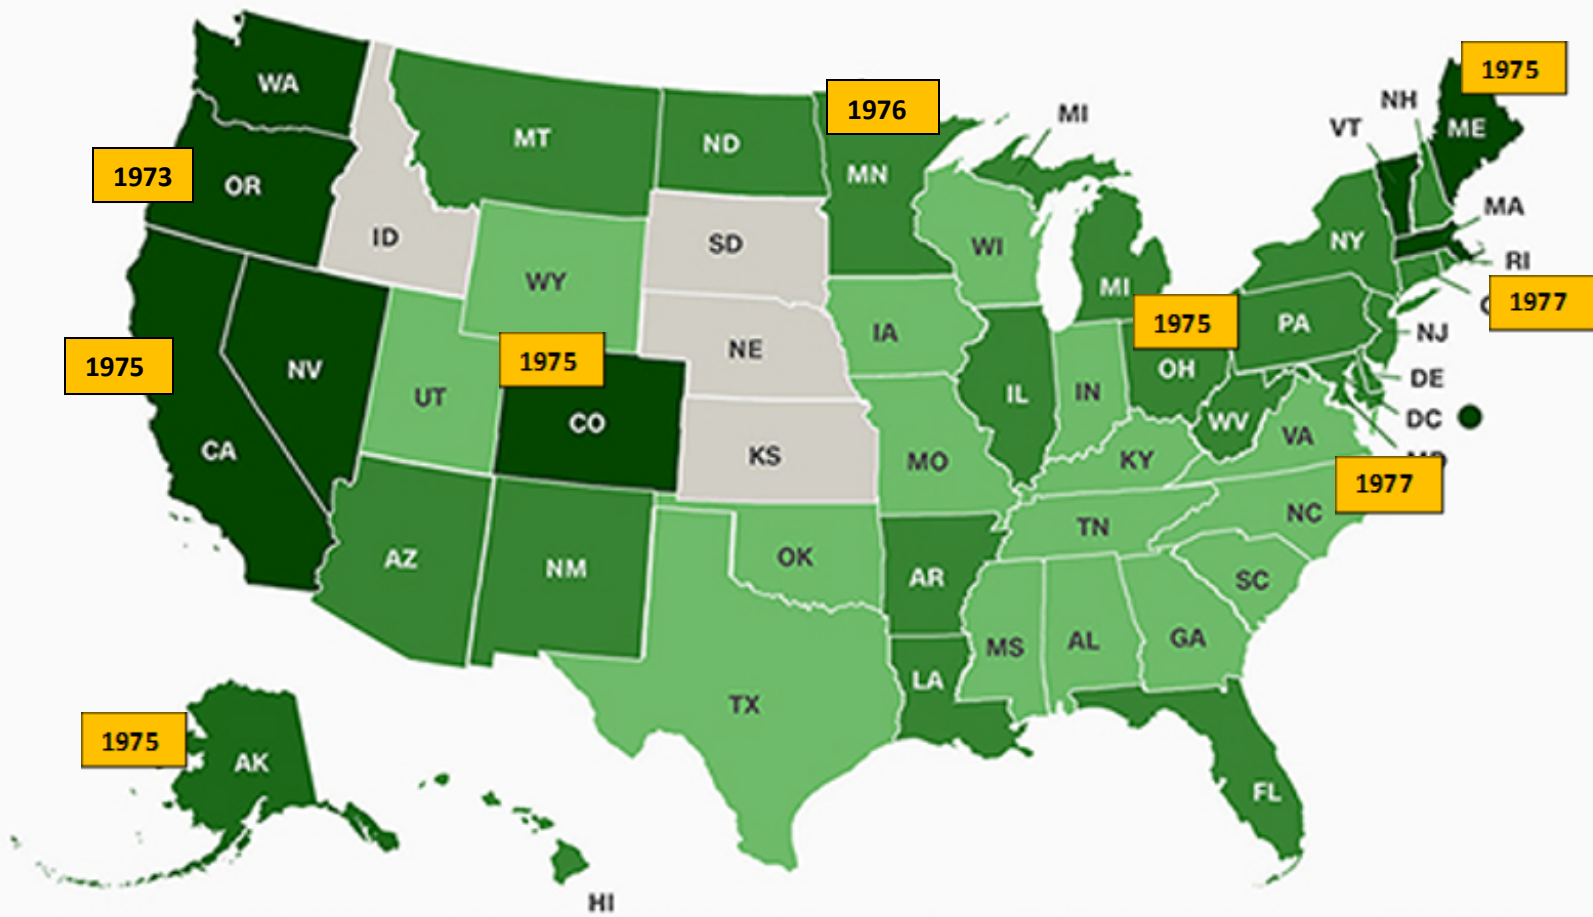 1975
1976
MI
NH
WA
VT
ME
MT
ND
1973
OR
MN
MA
NY
ID
SD
WI
RI
WY
MI
1977
1975
PA
IA
NJ
1975
NE
1975
NV
OH
DE
UT
IL
IN
CO
DC
WV
VA
CA
KS
MO
KY
1977
NC
TN
AZ
NM
OK
AR
SC
MS
AL
GA
LA
TX
1975
AK
FL
HI